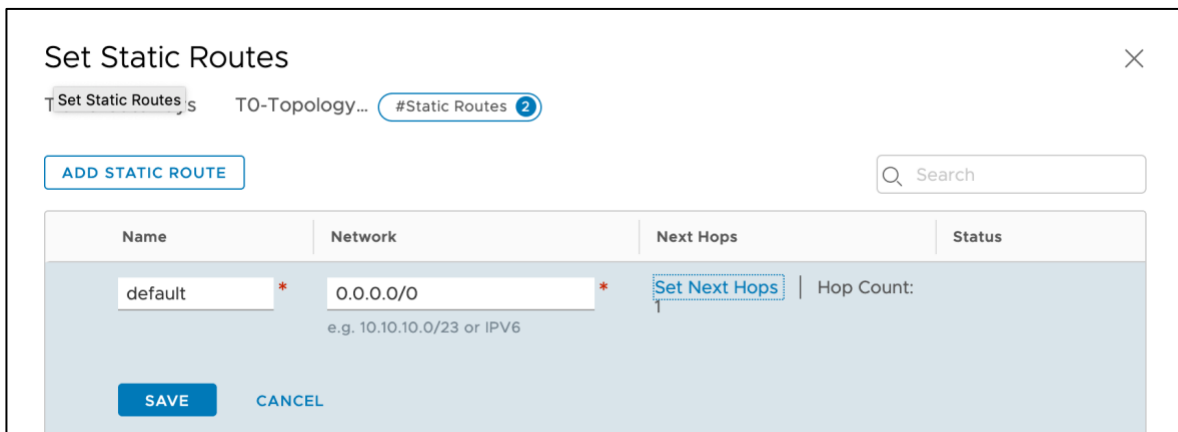 Set Static Routes
T Set Static Routes s T0-Topology... #Static Routes 2
ADD STATIC ROUTE Search
Name Network Next Hops Status
default * 0.0.0.0/0 * Set Next Hops | Hop Count: 1
e.g. 10.10.10.0/23 or IPV6
SAVE CANCEL